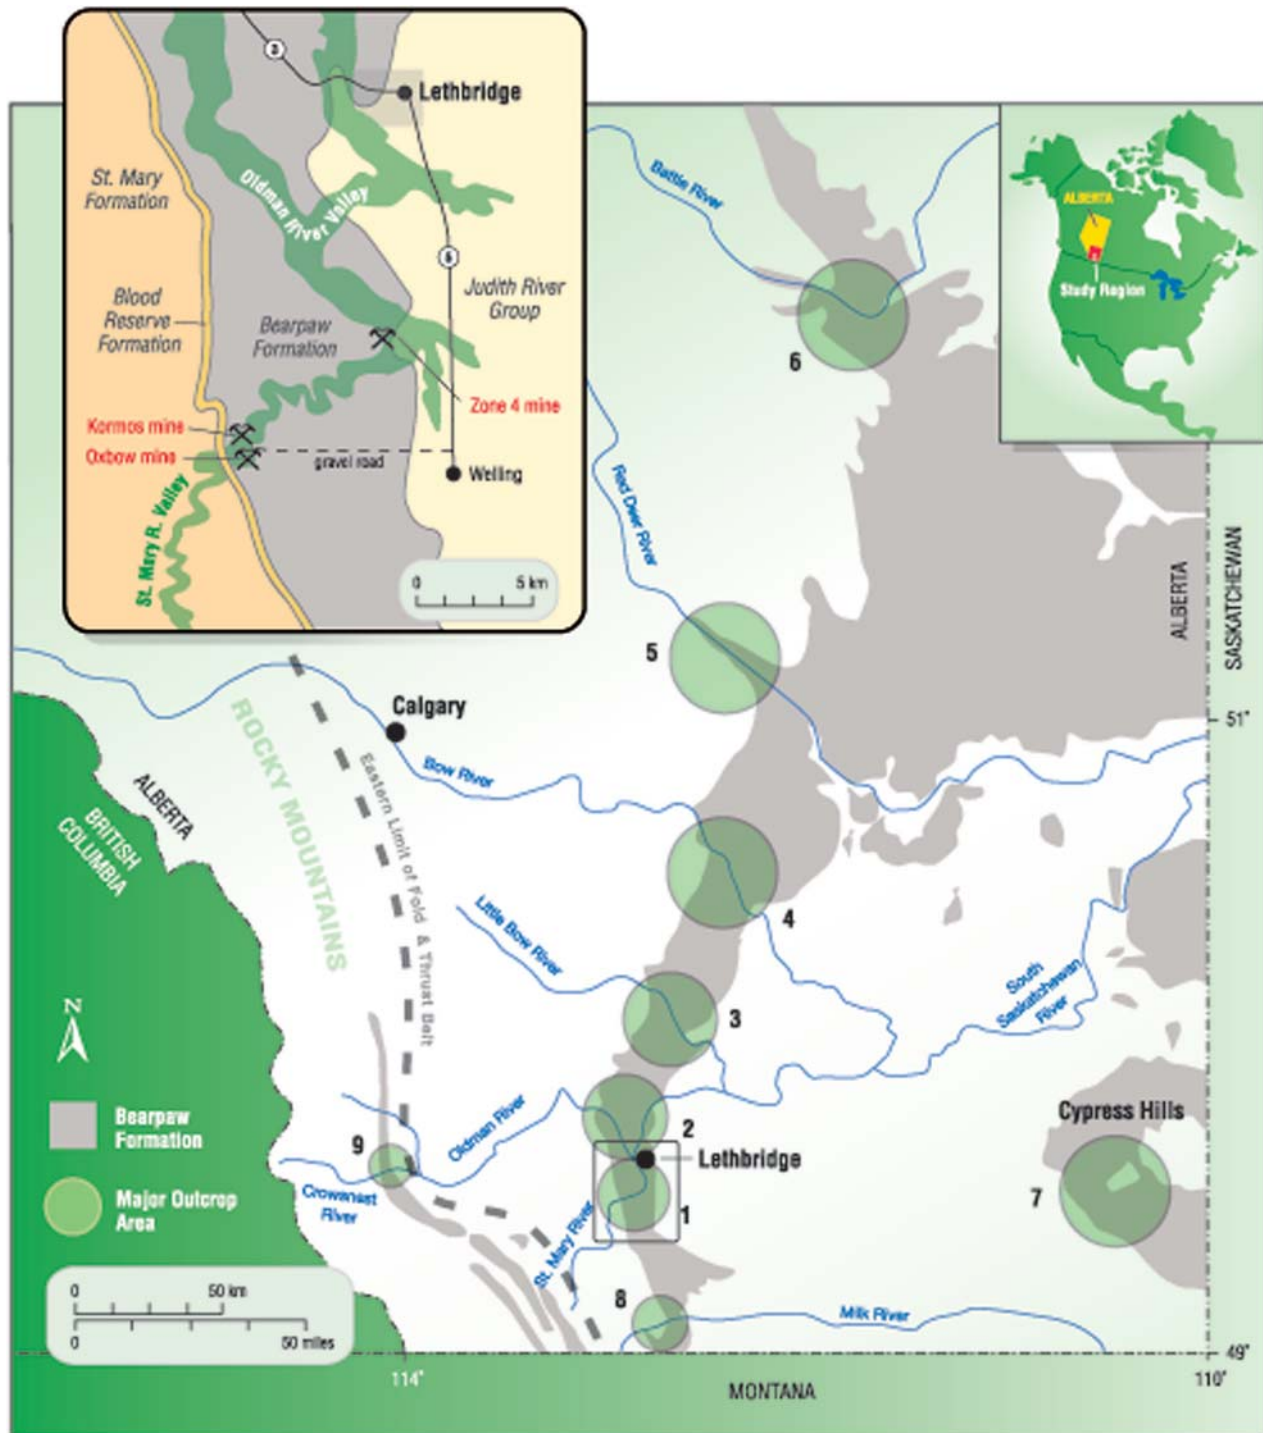 3
Lethbridge
St. Mary
Formation
Oldman River Valley
Blood
Reserve
Formation
Bearpaw
Formation
5
Judith River
Group
Zone 4 mine
Kormos mine
Oxbow mine
gravel road
Welling
St. Mary R. Valley
0 5 km
Battle River
6
ALBERTA
Study Region
Red Deer River
5
ALBERTA
SASKATCHEWAN
51°
Calgary
Bow River
ROCKY MOUNTAINS
Eastern Limit of Fold & Thrust Belt
ALBERTA
BRITISH
COLUMBIA
4
Little Bow River
3
South
Saskatchewan
River
N
Bearpaw
Formation
Major Outcrop
Area
9
Oldman River
Crowsnest
River
2
Lethbridge
1
St. Mary River
Cypress Hills
7
8
Milk River
0 50 km
0 50 miles
114°
MONTANA
110°
49°